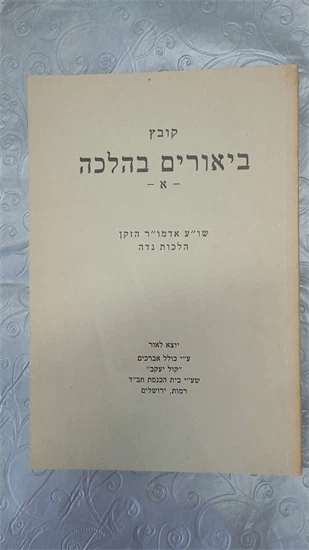 קובץ
ביאורים בהלכה
- א -
שו״ע אדמו״ר הזקן
הלכות נדה
יוצא לאור
ע״י כולל אברכים
״קול יעקב״
שע״י בית הכנסת חב״ד
רמות, ירושלים